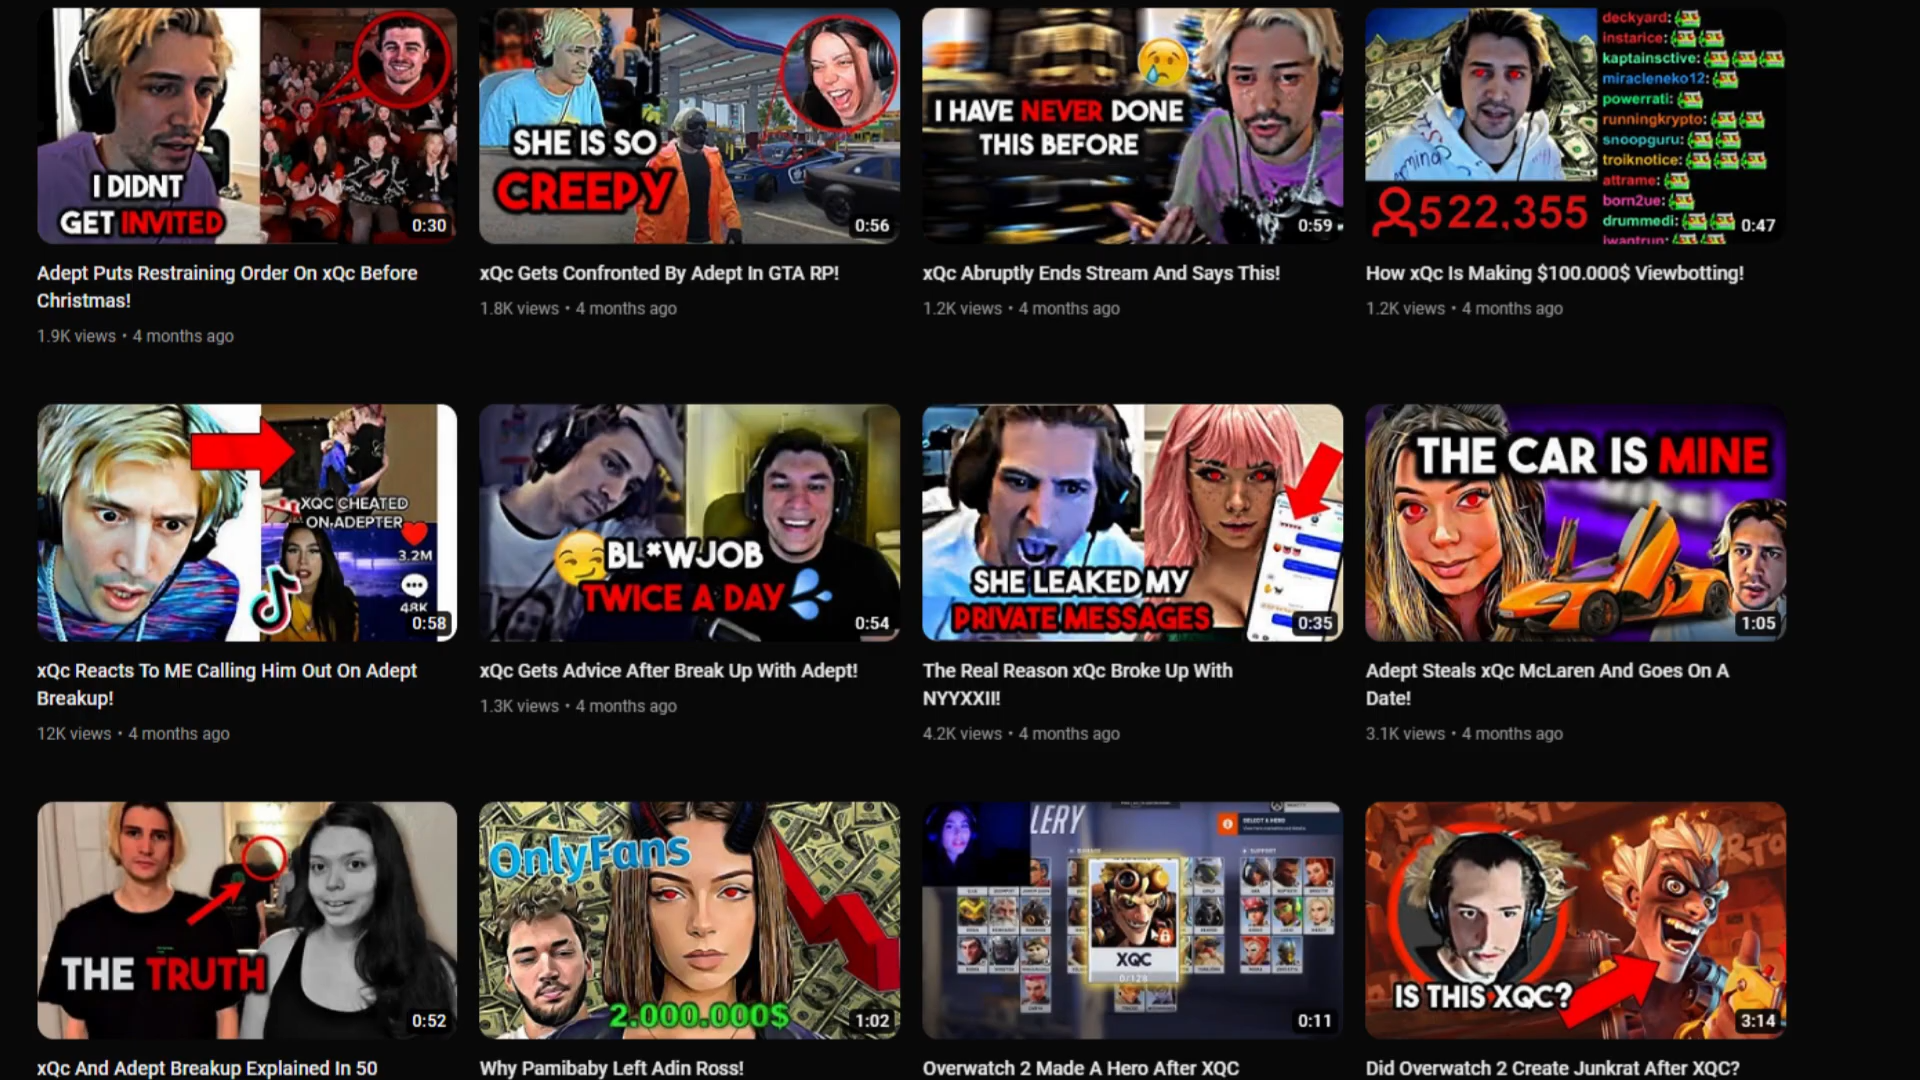 I DIDNT
GET INVITED
0:30
SHE IS SO
CREEPY
0:56
I HAVE NEVER DONE
THIS BEFORE
0:59
deckyard:
instarice:
kaptainsctive:
miracleneko12:
powerrati:
runningkrypto:
snoopguru:
troiknotice:
attrame:
born2ue:
drummedi:
iwantrun:
522,355
0:47
Adept Puts Restraining Order On xQc Before
Christmas!
1.9K views • 4 months ago
xQc Gets Confronted By Adept In GTA RP!
1.8K views • 4 months ago
xQc Abruptly Ends Stream And Says This!
1.2K views • 4 months ago
How xQc Is Making $100.000$ Viewbotting!
1.2K views • 4 months ago
XQC CHEATED
ON ADEPTER
3.2M
48K
0:58
BL*WJOB
TWICE A DAY
0:54
SHE LEAKED MY
PRIVATE MESSAGES
0:35
THE CAR IS MINE
1:05
xQc Reacts To ME Calling Him Out On Adept
Breakup!
12K views • 4 months ago
xQc Gets Advice After Break Up With Adept!
1.3K views • 4 months ago
The Real Reason xQc Broke Up With
NYYXXII!
4.2K views • 4 months ago
Adept Steals xQc McLaren And Goes On A
Date!
3.1K views • 4 months ago
THE TRUTH
0:52
OnlyFans
2.000.000$
1:02
LERY
SELECT A HERO
XQC
0/128
0:11
IS THIS XQC?
3:14
xQc And Adept Breakup Explained In 50
Why Pamibaby Left Adin Ross!
Overwatch 2 Made A Hero After XQC
Did Overwatch 2 Create Junkrat After XQC?